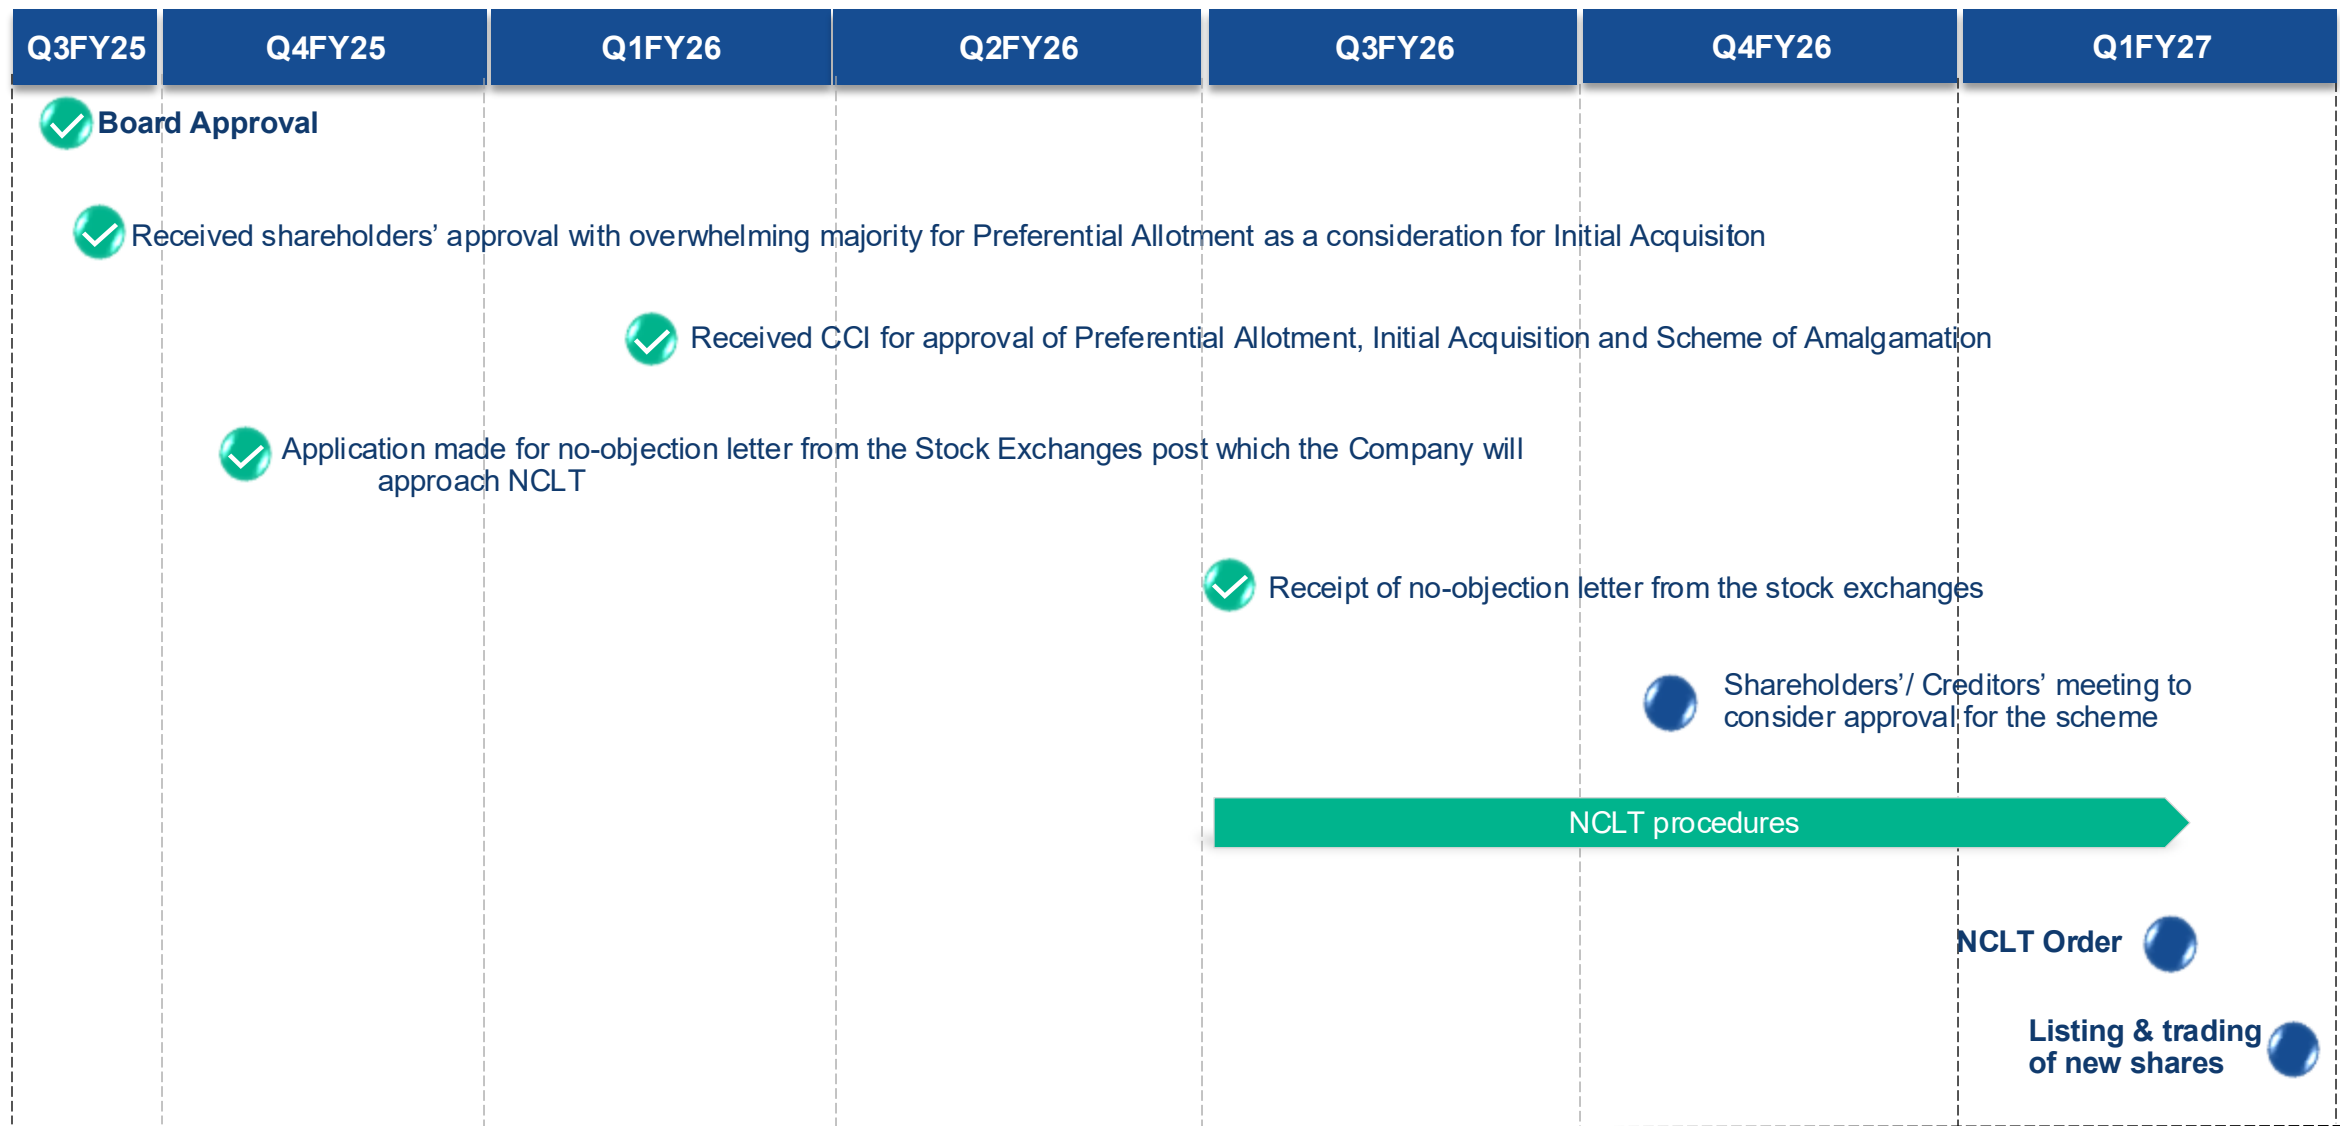 Q3FY25 Q4FY25 Q1FY26 Q2FY26 Q3FY26 Q4FY26 Q1FY27
Board Approval
Received shareholders’ approval with overwhelming majority for Preferential Allotment as a consideration for Initial Acquisiton
Received CCI for approval of Preferential Allotment, Initial Acquisition and Scheme of Amalgamation
Application made for no-objection letter from the Stock Exchanges post which the Company will
approach NCLT
Receipt of no-objection letter from the stock exchanges
Shareholders’/ Creditors’ meeting to
consider approval for the scheme
NCLT procedures
NCLT Order
Listing & trading
of new shares